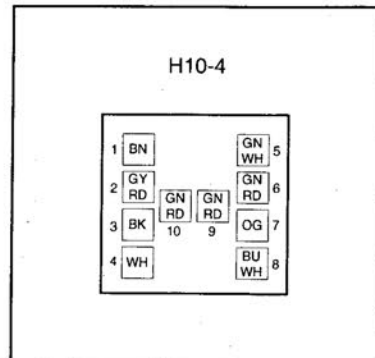 H10-4
1 BN
GN
WH 5
2 GY
RD
GN
RD 6
GN
RD
10
GN
RD
9
3 BK
OG 7
4 WH
BU
WH 8